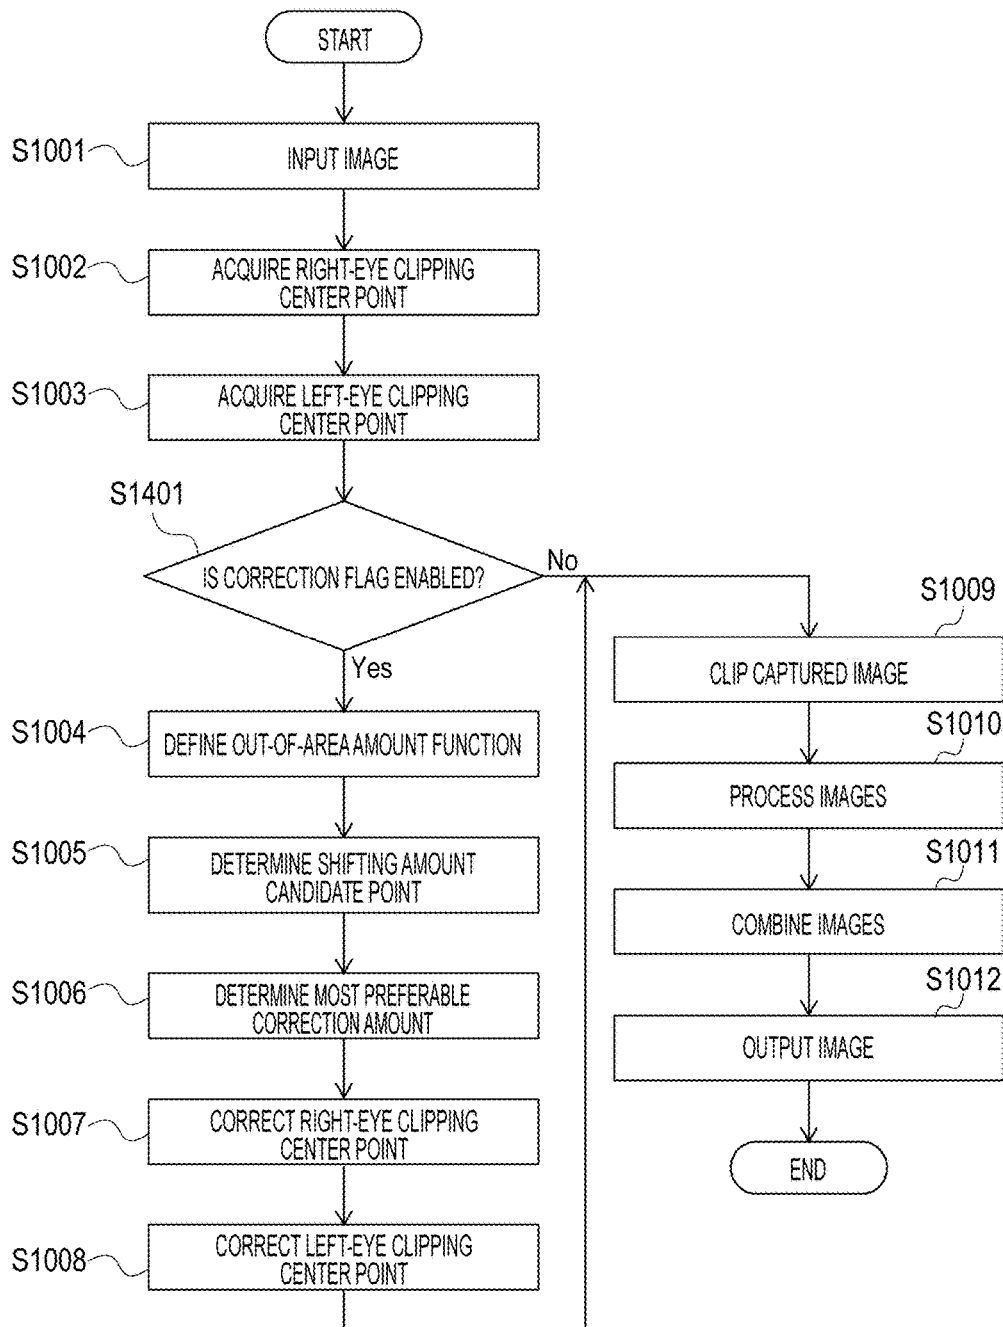 START
S1001
INPUT IMAGE
S1002
ACQUIRE RIGHT-EYE CLIPPING
CENTER POINT
S1003
ACQUIRE LEFT-EYE CLIPPING
CENTER POINT
S1401
IS CORRECTION FLAG ENABLED?
No
Yes
S1004
DEFINE OUT-OF-AREA AMOUNT FUNCTION
S1005
DETERMINE SHIFTING AMOUNT
CANDIDATE POINT
S1006
DETERMINE MOST PREFERABLE
CORRECTION AMOUNT
S1007
CORRECT RIGHT-EYE CLIPPING
CENTER POINT
S1008
CORRECT LEFT-EYE CLIPPING
CENTER POINT
S1009
CLIP CAPTURED IMAGE
S1010
PROCESS IMAGES
S1011
COMBINE IMAGES
S1012
OUTPUT IMAGE
END